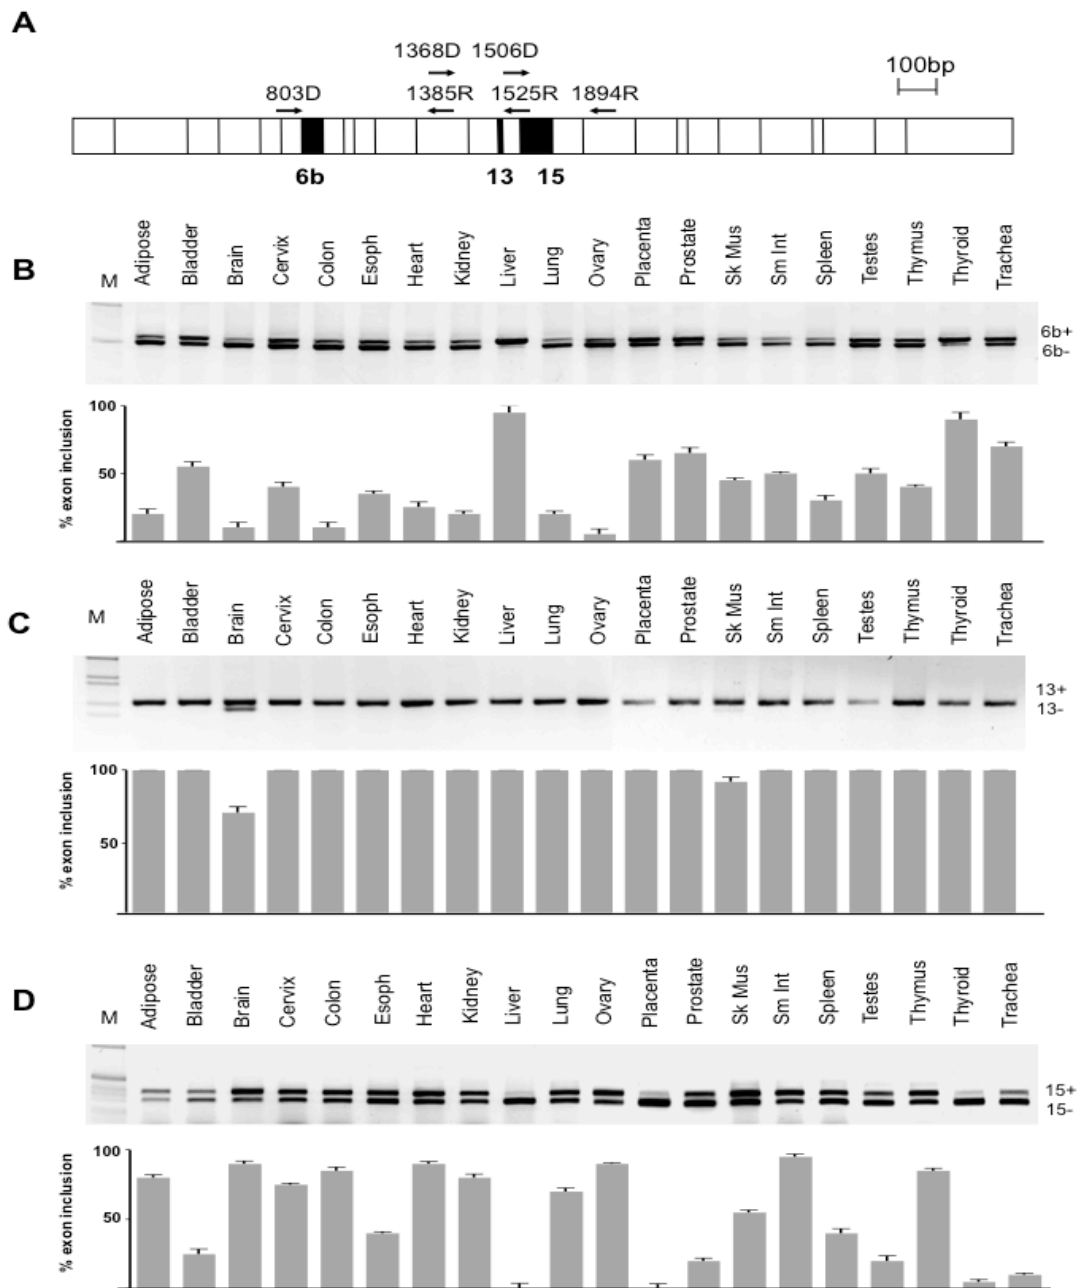 A
1368D 1506D
100bp
803D 1385R 1525R 1894R
6b 13 15
B
M Adipose Bladder Brain Cervix Colon Esoph Heart Kidney Liver Lung Ovary Placenta Prostate Sk Mus Sm Int Spleen Testes Thymus Thyroid Trachea
6b+
6b-
% exon inclusion
100
50
C
M Adipose Bladder Brain Cervix Colon Esoph Heart Kidney Liver Lung Ovary Placenta Prostate Sk Mus Sm Int Spleen Testes Thymus Thyroid Trachea
13+
13-
% exon inclusion
100
50
D
M Adipose Bladder Brain Cervix Colon Esoph Heart Kidney Liver Lung Ovary Placenta Prostate Sk Mus Sm Int Spleen Testes Thymus Thyroid Trachea
15+
15-
% exon inclusion
100
50